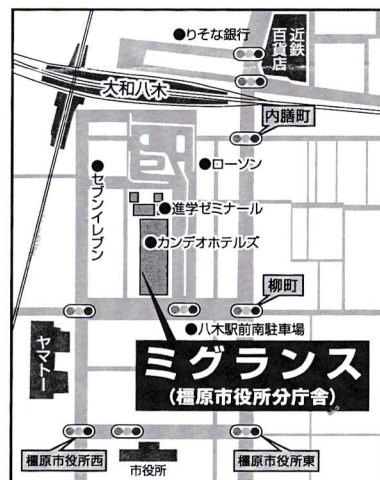 りそな銀行
近鉄
百貨店
大和八木
内膳町
ローソン
セブンイレブン
進学ゼミナール
カンデオホテルズ
柳町
八木駅前南駐車場
ヤマトー
ミグランス
(橿原市役所分庁舎)
橿原市役所西
市役所
橿原市役所東